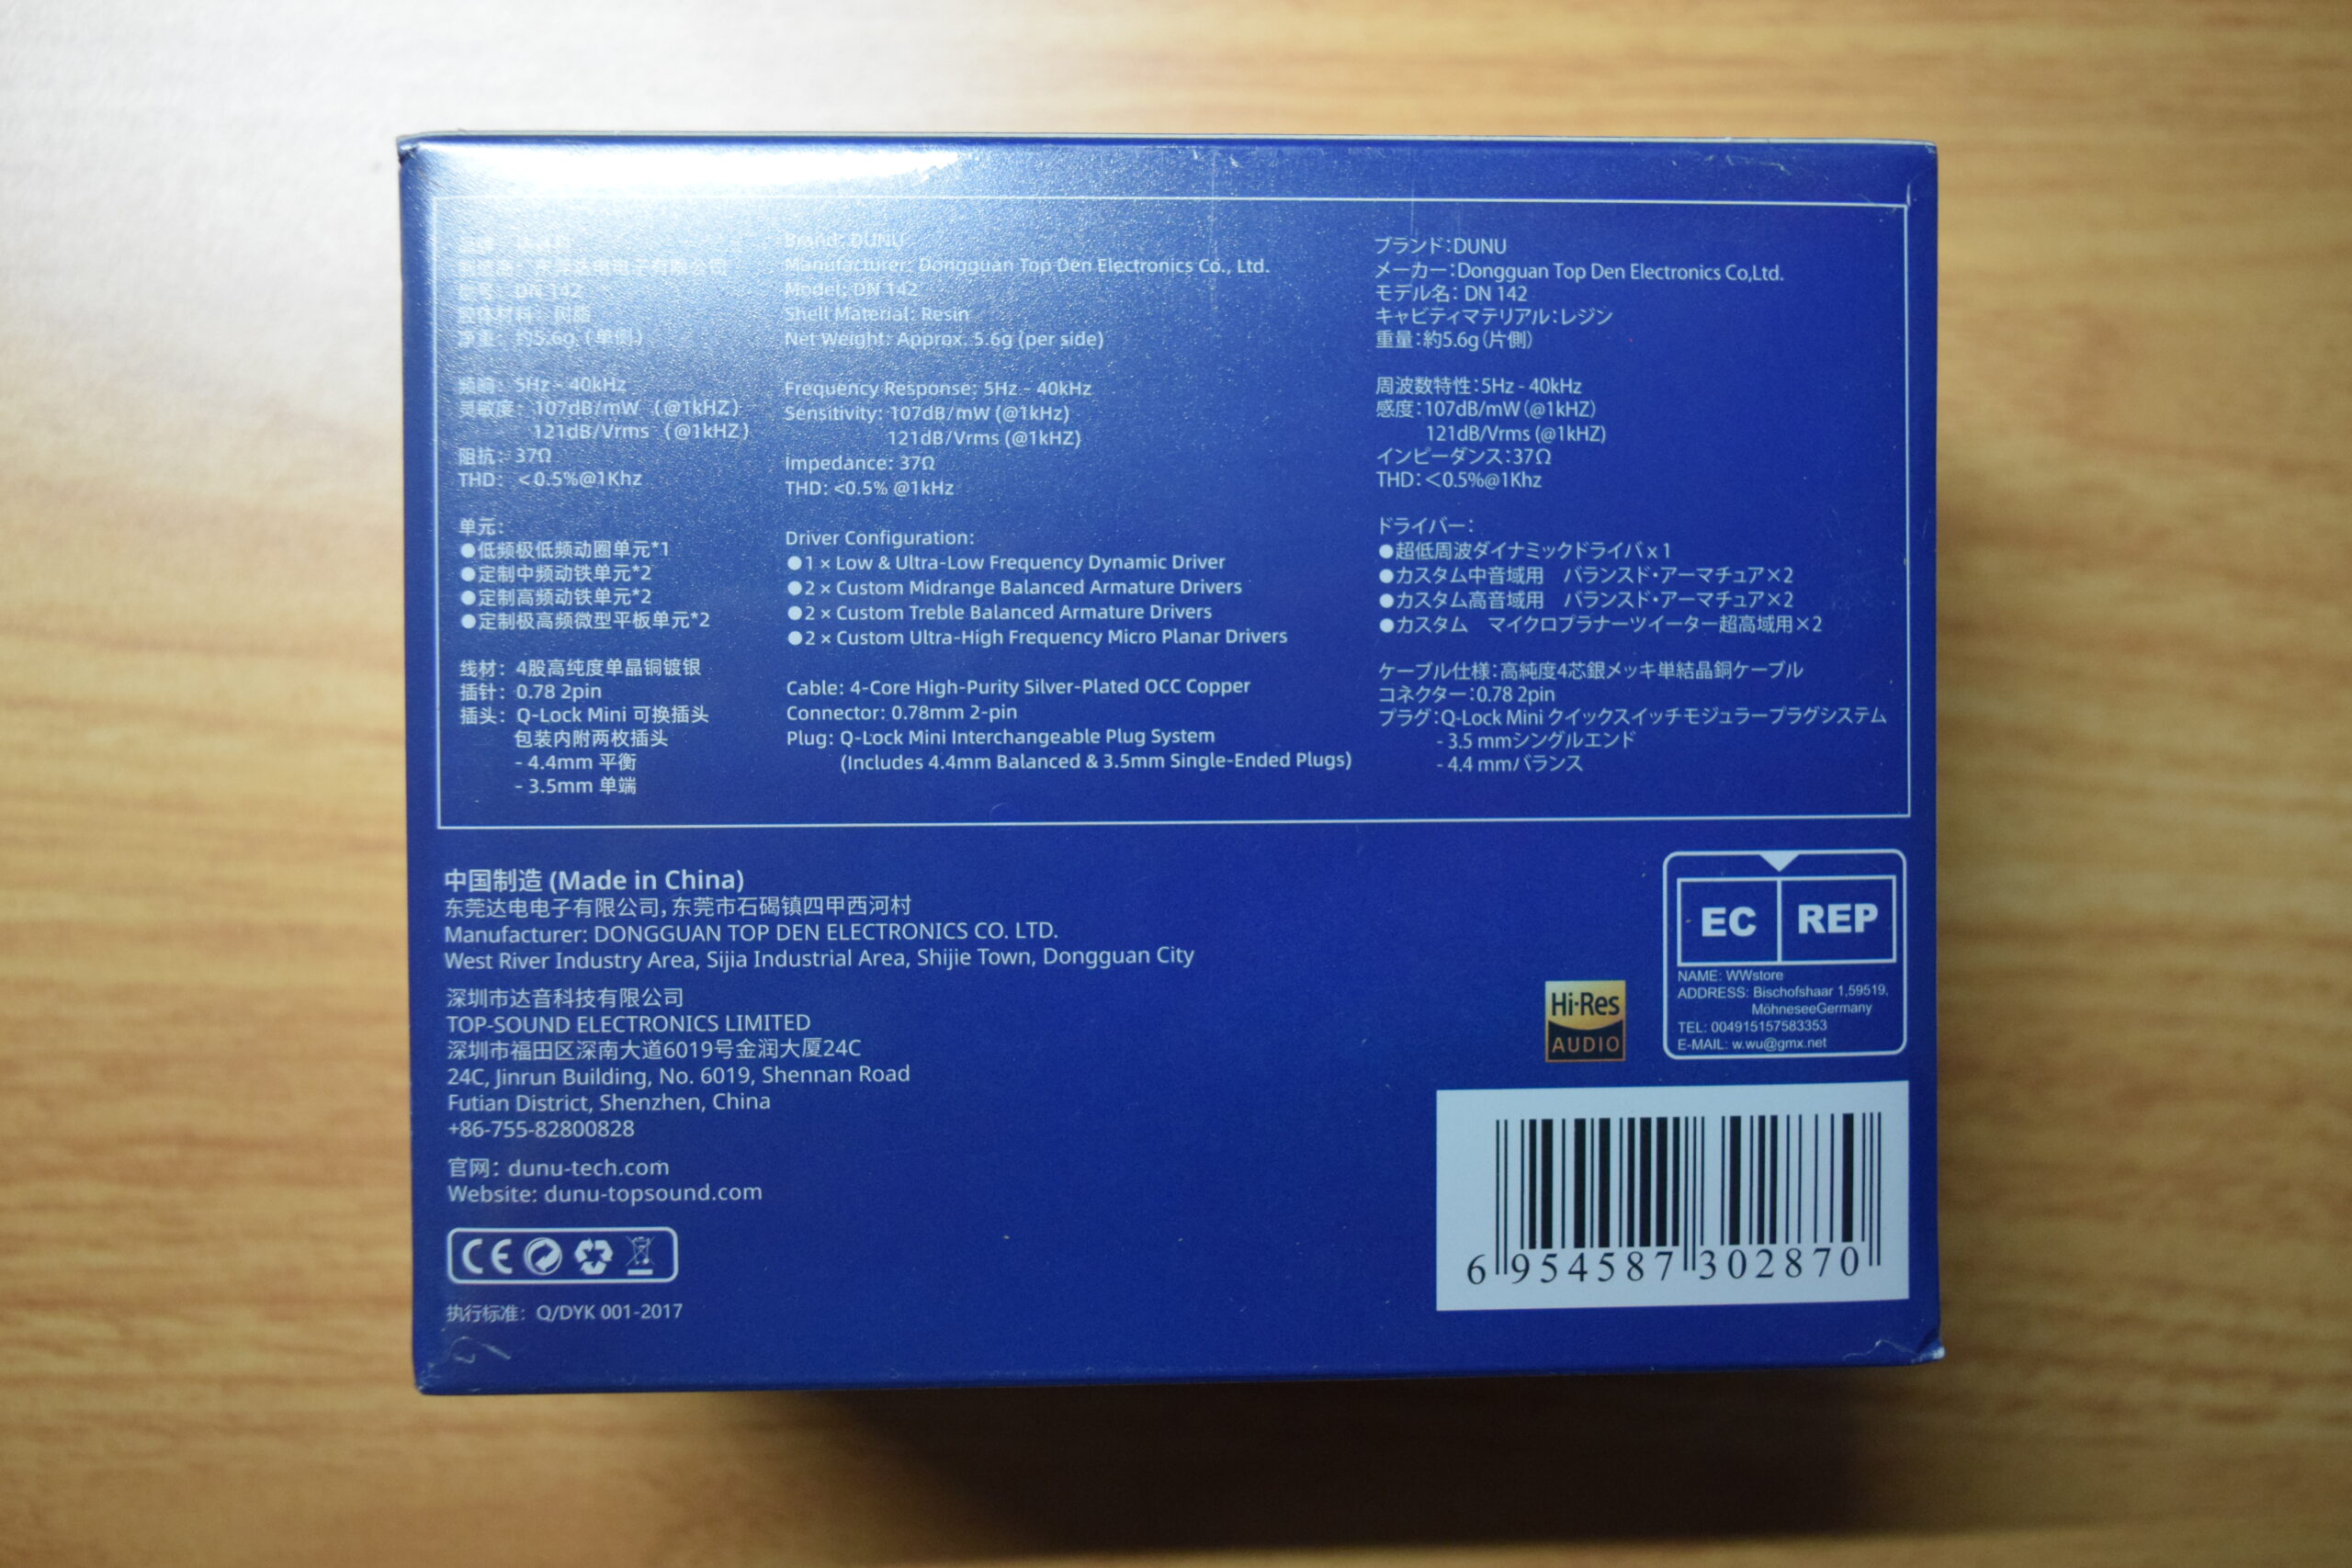 东莞达电电子有限公司
DN 142
净重：约5.6g（单侧）
频响：5Hz - 40kHz
灵敏度：107dB/mW （@1kHZ）
121dB/Vrms （@1kHZ）
阻抗：37Ω
THD：＜0.5%@1Khz
单元：
●低频极低频动圈单元*1
●定制中频动铁单元*2
●定制高频动铁单元*2
●定制极高频微型平板单元*2
线材：4股高纯度单晶铜镀银
插针：0.78 2pin
插头：Q-Lock Mini 可换插头
包装内附两枚插头
- 4.4mm 平衡
- 3.5mm 单端
Brand: DUNU
Manufacturer: Dongguan Top Den Electronics Co., Ltd.
Model: DN 142
Shell Material: Resin
Net Weight: Approx. 5.6g (per side)
Frequency Response: 5Hz - 40kHz
Sensitivity: 107dB/mW (@1kHz)
121dB/Vrms (@1kHZ)
Impedance: 37Ω
THD: <0.5% @1kHz
Driver Configuration:
●1 × Low & Ultra-Low Frequency Dynamic Driver
●2 × Custom Midrange Balanced Armature Drivers
●2 × Custom Treble Balanced Armature Drivers
●2 × Custom Ultra-High Frequency Micro Planar Drivers
Cable: 4-Core High-Purity Silver-Plated OCC Copper
Connector: 0.78mm 2-pin
Plug: Q-Lock Mini Interchangeable Plug System
(Includes 4.4mm Balanced & 3.5mm Single-Ended Plugs)
ブランド：DUNU
メーカー：Dongguan Top Den Electronics Co,Ltd.
モデル名： DN 142
キャビティマテリアル：レジン
重量：約5.6g（片側）
周波数特性：5Hz - 40kHz
感度：107dB/mW（@1kHZ）
121dB/Vrms (@1kHZ)
インピーダンス：37Ω
THD：＜0.5%@1Khz
ドライバー：
●超低周波ダイナミックドライバ x 1
●カスタム中音域用　バランスド・アーマチュア×2
●カスタム高音域用　バランスド・アーマチュア×2
●カスタム　マイクロプラナーツイーター超高域用×2
ケーブル仕様：高純度4芯銀メッキ単結晶銅ケーブル
コネクター：0.78 2pin
プラグ：Q-Lock Mini クイックスイッチモジュラープラグシステム
- 3.5 mmシングルエンド
- 4.4 mmバランス
中国制造 (Made in China)
东莞达电电子有限公司，东莞市石碣镇四甲西河村
Manufacturer: DONGGUAN TOP DEN ELECTRONICS CO. LTD.
West River Industry Area, Sijia Industrial Area, Shijie Town, Dongguan City
深圳市达音科技有限公司
TOP-SOUND ELECTRONICS LIMITED
深圳市福田区深南大道6019号金润大厦24C
24C, Jinrun Building, No. 6019, Shennan Road
Futian District, Shenzhen, China
+86-755-82800828
官网：dunu-tech.com
Website: dunu-topsound.com
CE
执行标准：Q/DYK 001-2017
Hi-Res
AUDIO
EC REP
NAME: WWstore
ADDRESS: Bischofshaar 1,59519,
MöhneseeGermany
TEL: 004915157583353
E-MAIL: w.wu@gmx.net
6 954587 302870